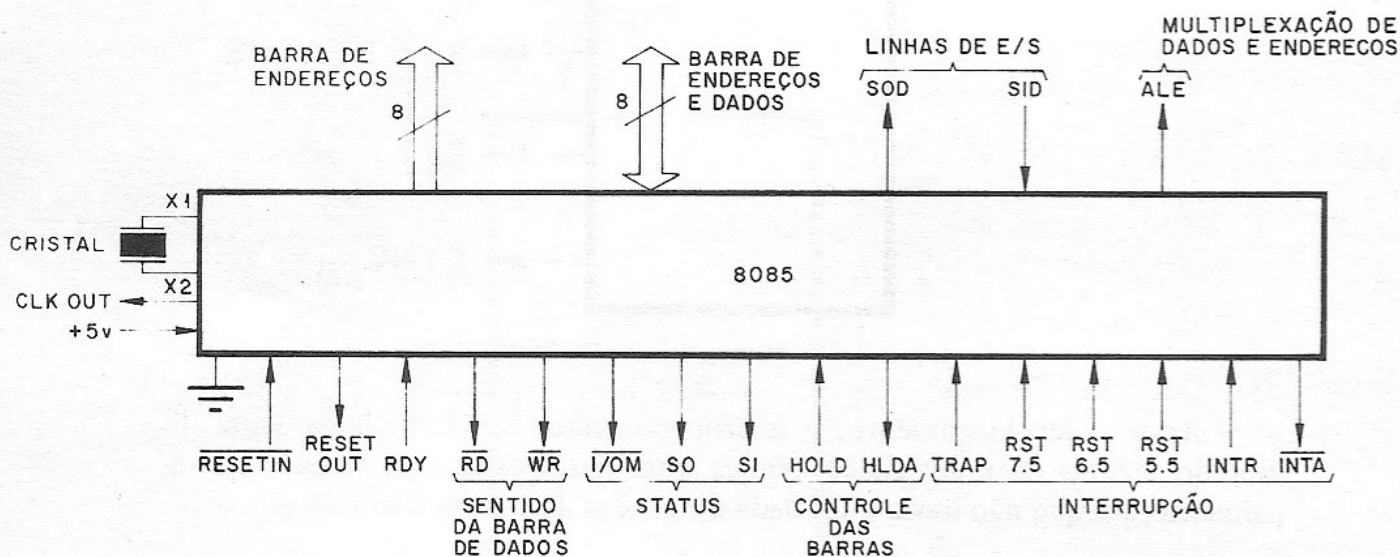 BARRA DE
ENDEREÇOS
8
BARRA DE
ENDEREÇOS
E DADOS
8
LINHAS DE E/S
SOD
SID
MULTIPLEXAÇÃO DE
DADOS E ENDERECOS
ALE
X1
CRISTAL
X2
CLK OUT
+5v
8085
RESETIN
RESET
OUT
RDY
RD
WR
SENTIDO
DA BARRA
DE DADOS
I/OM
SO
SI
STATUS
HOLD
HLDA
CONTROLE
DAS
BARRAS
TRAP
RST
7.5
RST
6.5
RST
5.5
INTR
INTA
INTERRUPÇÃO